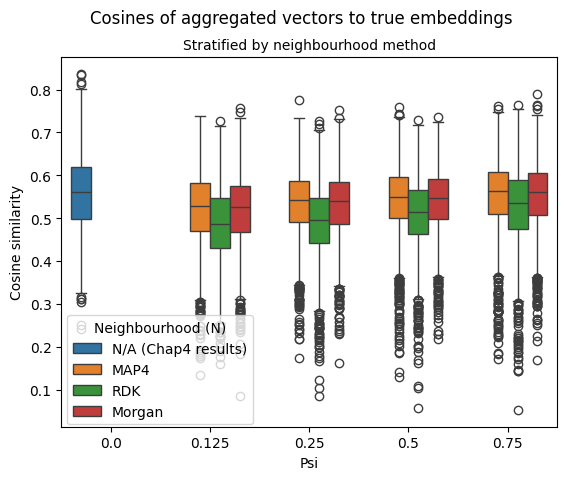 Cosines of aggregated vectors to true embeddings
Stratified by neighbourhood method
Cosine similarity
0.8
0.7
0.6
0.5
0.4
0.3
0.2
0.1
Neighbourhood (N)
N/A (Chap4 results)
MAP4
RDK
Morgan
0.0
0.125
0.25
0.5
0.75
Psi